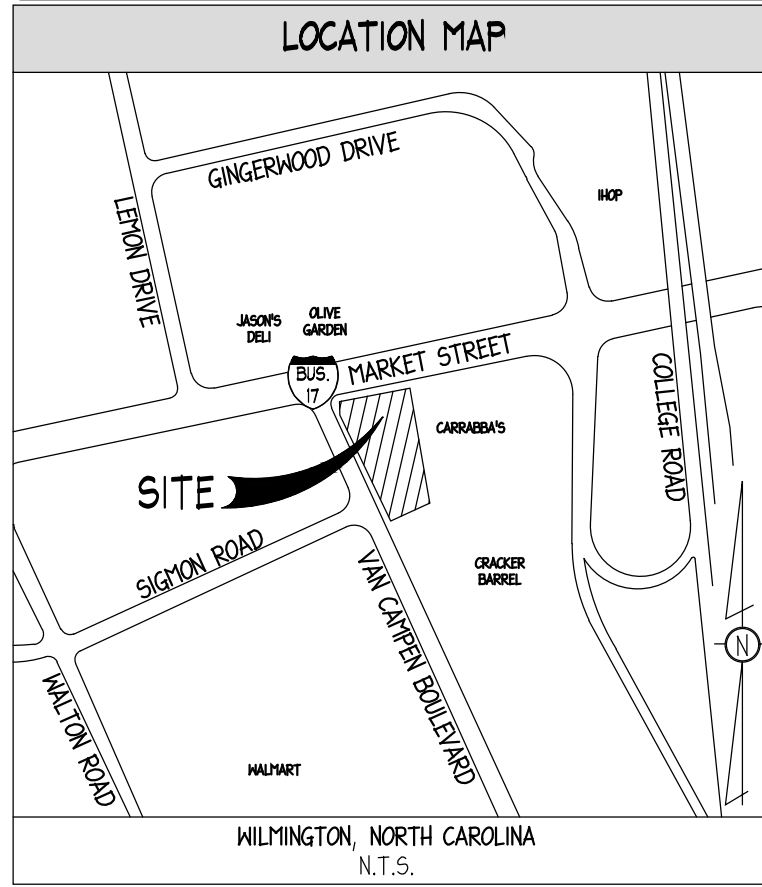 LOCATION MAP
GINGERWOOD DRIVE
IHOP
LEMON DRIVE
JASON'S
DELI
OLIVE
GARDEN
BUS.
17
MARKET STREET
COLLEGE ROAD
CARRABBA'S
SITE
SIGMON ROAD
CRACKER
BARREL
VAN CAMPEN BOULEVARD
N
WALTON ROAD
WALMART
WILMINGTON, NORTH CAROLINA
N.T.S.